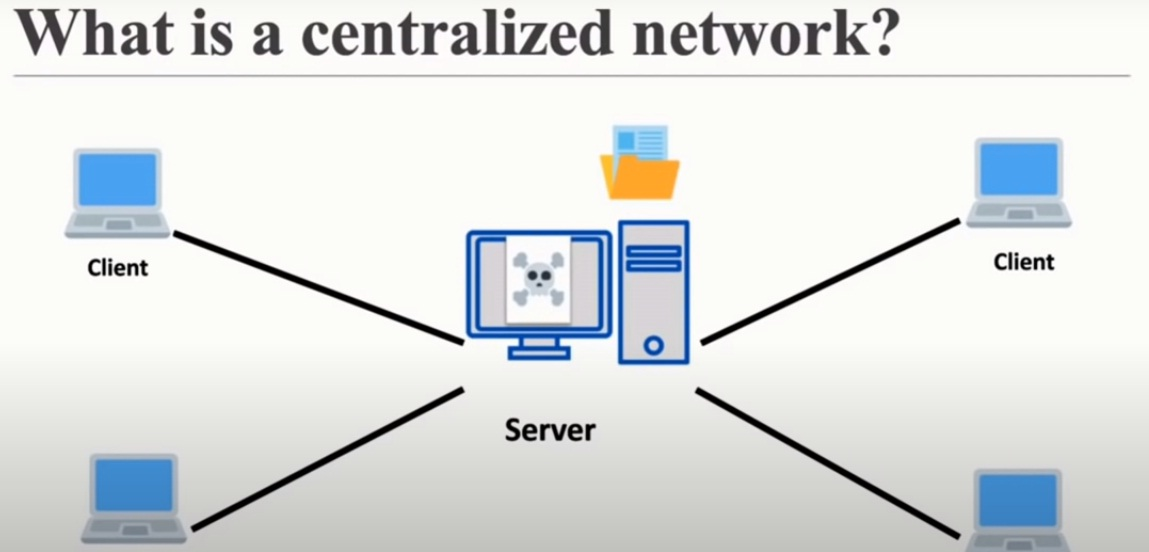 What is a centralized network?
Client
Client
Server